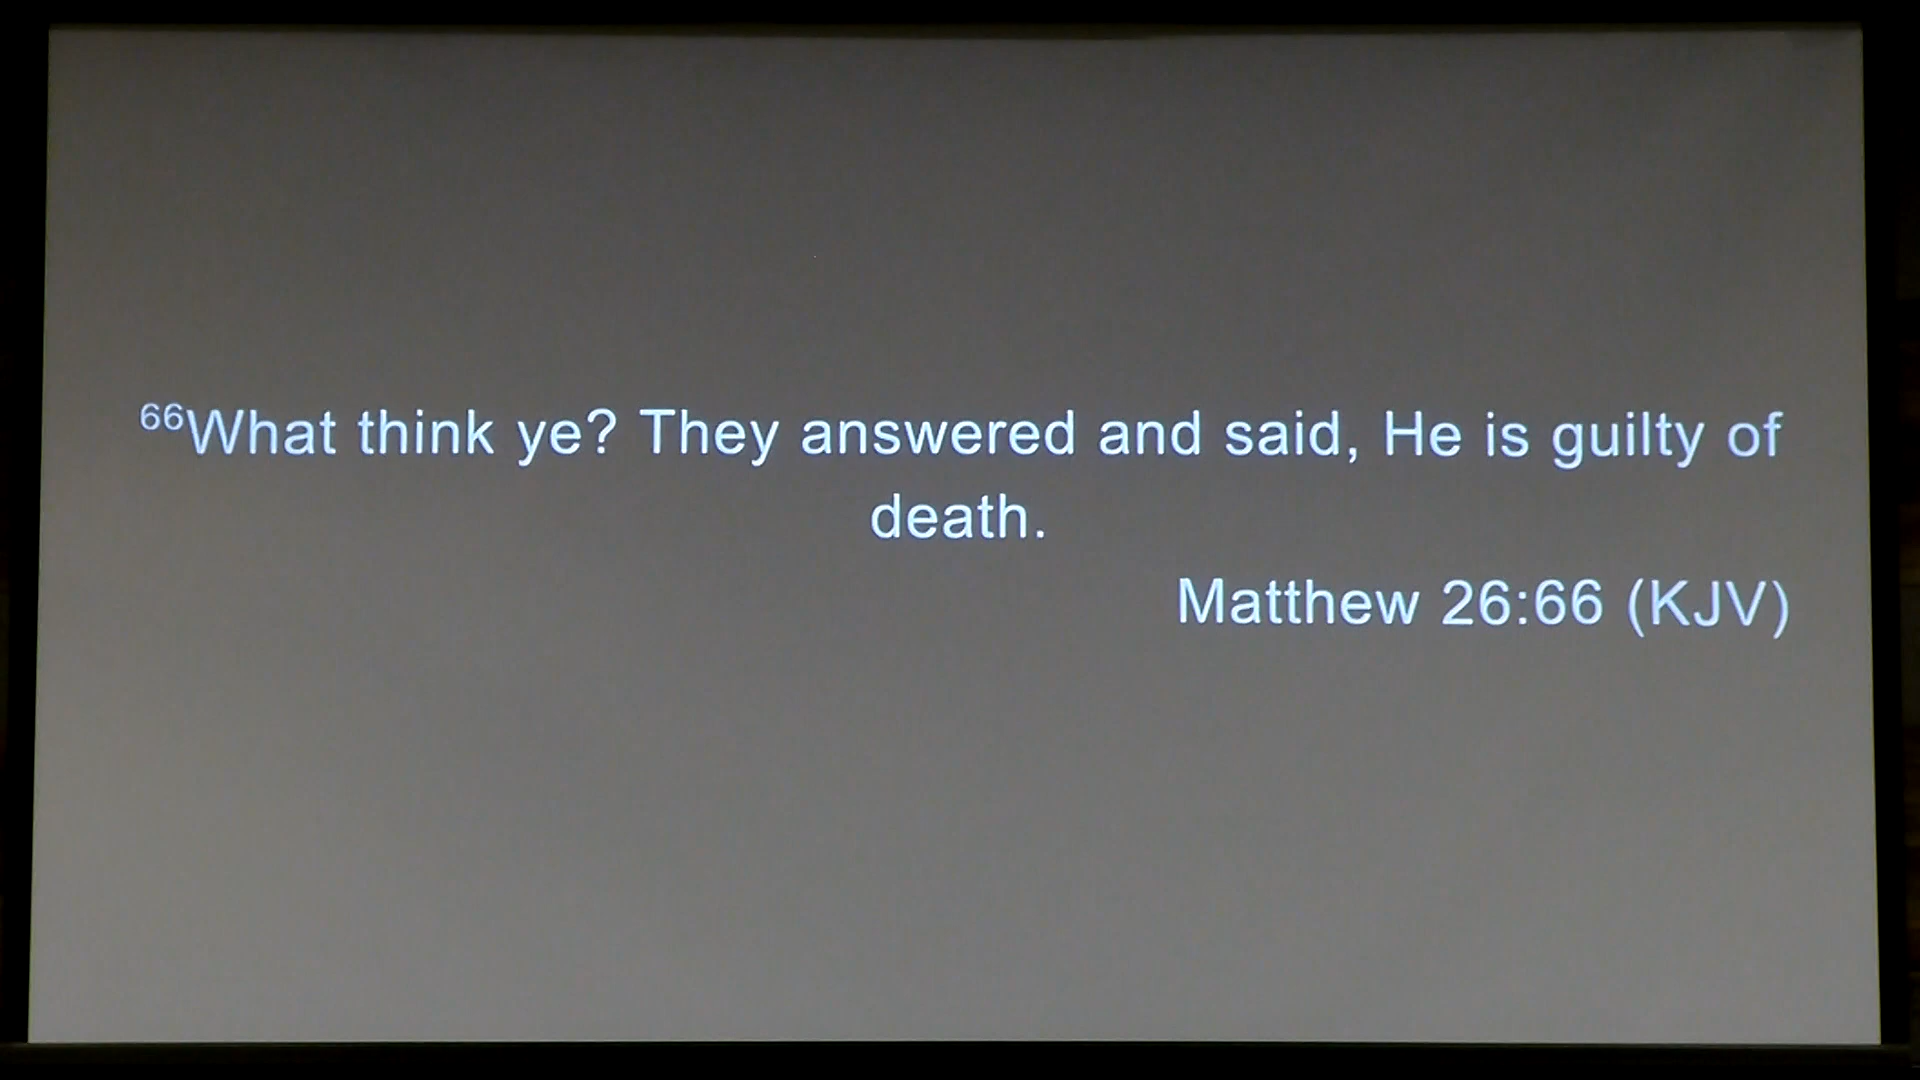 ⁶⁶What think ye? They answered and said, He is guilty of
death.
Matthew 26:66 (KJV)